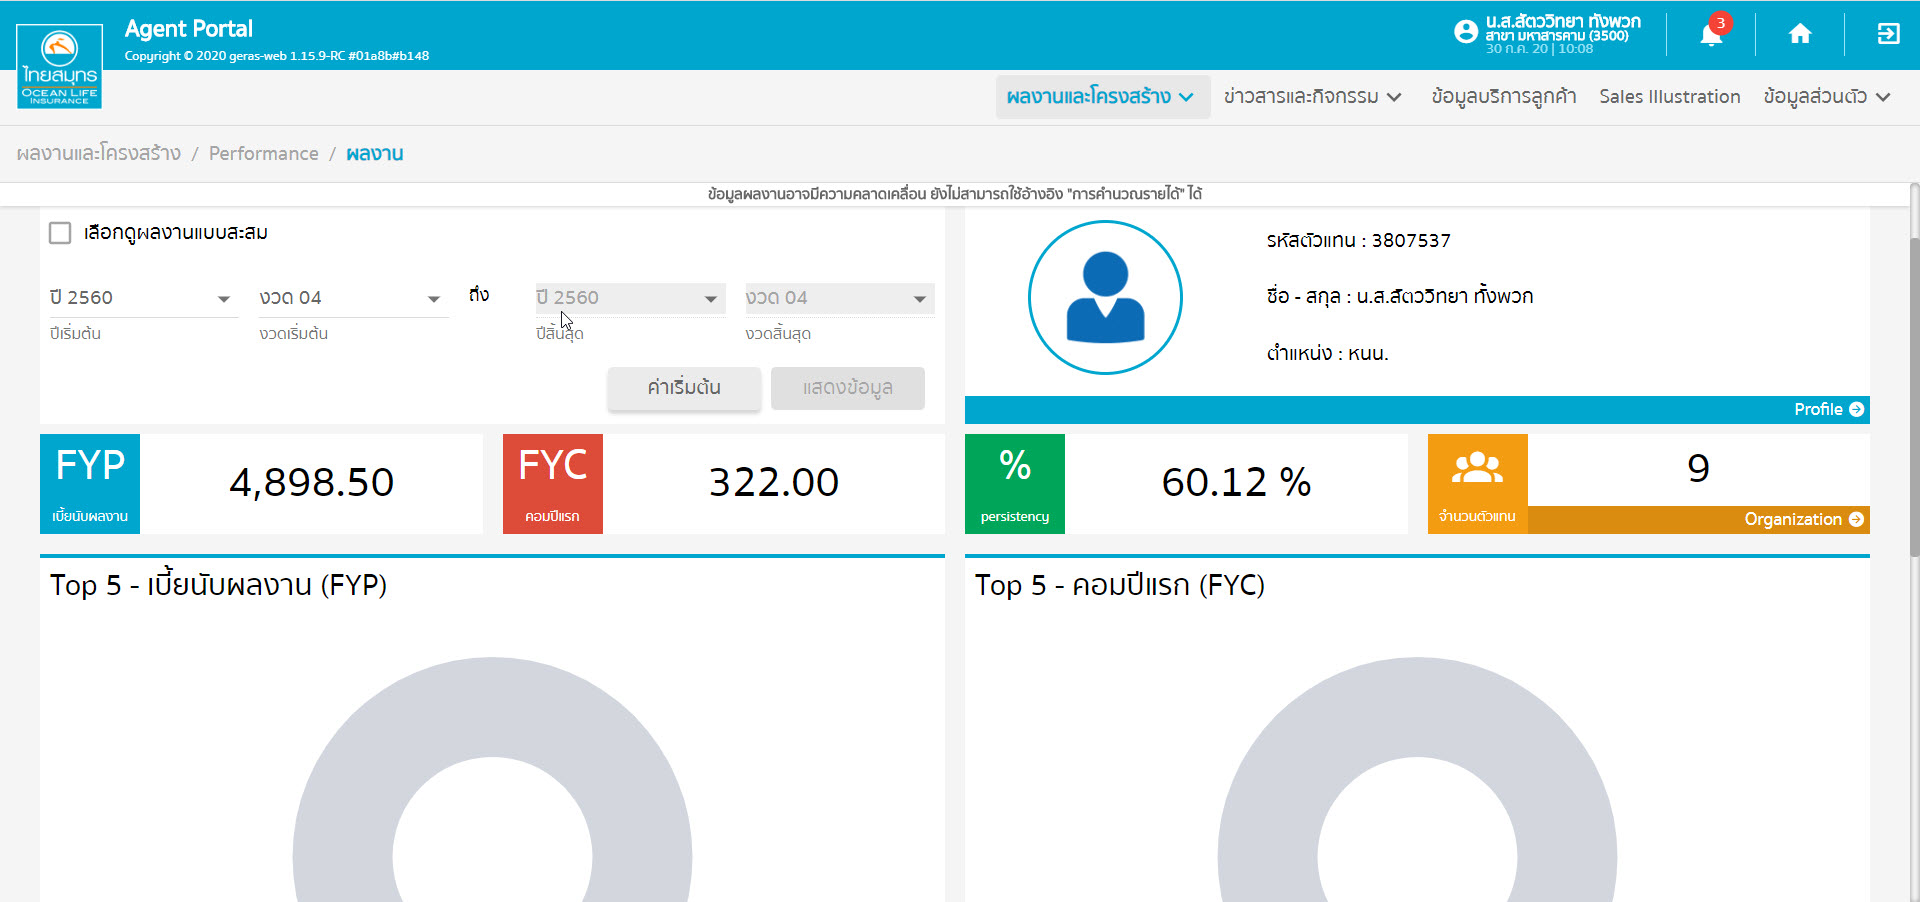 Agent Portal
Copyright © 2020 geras-web 1.15.9-RC #01a8b#b148
ไทยสมุทร
OCEAN LIFE
INSURANCE
น.ส.สัตววิทยา ทั้งพวก
สาขา มหาสารคาม (3500)
30 ก.ค. 20 | 10:08
3
ผลงานและโครงสร้าง
ข่าวสารและกิจกรรม
ข้อมูลบริการลูกค้า
Sales Illustration
ข้อมูลส่วนตัว
ผลงานและโครงสร้าง / Performance / ผลงาน
ข้อมูลผลงานอาจมีความคลาดเคลื่อน ยังไม่สามารถใช้อ้างอิง "การคำนวณรายได้" ได้
เลือกดูผลงานแบบสะสม
ปี 2560
งวด 04
ถึง
ปี 2560
งวด 04
ปีเริ่มต้น
งวดเริ่มต้น
ปีสิ้นสุด
งวดสิ้นสุด
ค่าเริ่มต้น
แสดงข้อมูล
รหัสตัวแทน : 3807537
ชื่อ - สกุล : น.ส.สัตววิทยา ทั้งพวก
ตำแหน่ง : หนน.
Profile
FYP
เบี้ยนับผลงาน
4,898.50
FYC
คอมปีแรก
322.00
%
persistency
60.12 %
จำนวนตัวแทน
9
Organization
Top 5 - เบี้ยนับผลงาน (FYP)
Top 5 - คอมปีแรก (FYC)